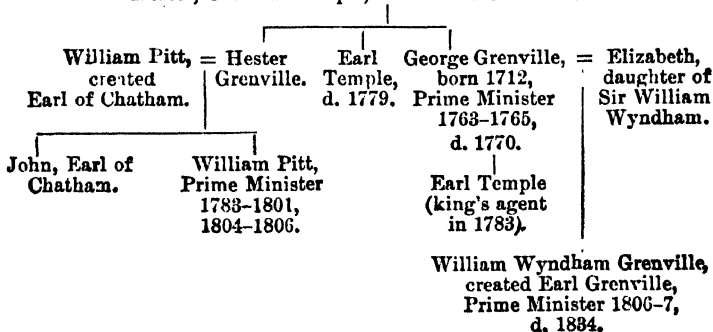 William Pitt, = Hester
created Grenville.
Earl of Chatham.
Earl
Temple,
d. 1779.
George Grenville, = Elizabeth,
born 1712, daughter of
Prime Minister Sir William
1763–1765, Wyndham.
d. 1770.
John, Earl of
Chatham.
William Pitt,
Prime Minister
1783–1801,
1804–1806.
Earl Temple
(king's agent
in 1783).
William Wyndham Grenville,
created Earl Grenville,
Prime Minister 1806–7,
d. 1834.